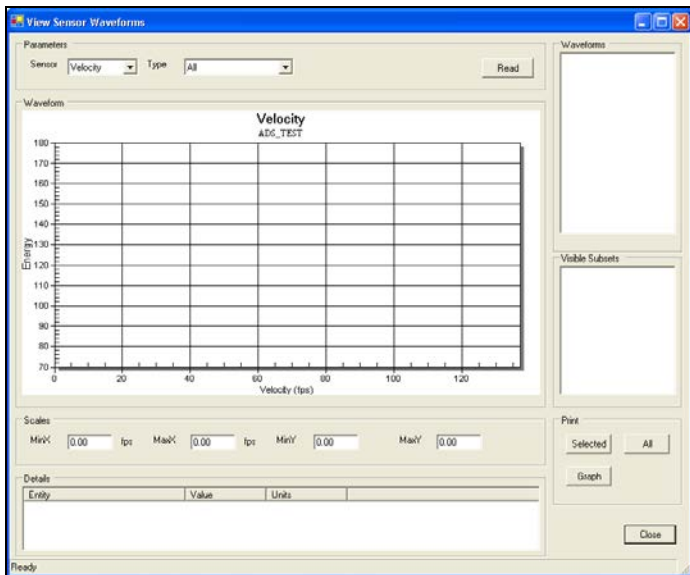 View Sensor Waveforms
Parameters
Sensor Velocity Type All Read
Waveform
Velocity
ADS_TEST
180
170
160
150
140
130
120
110
100
90
80
70
Energy
0 20 40 60 80 100 120
Velocity (fps)
Scales
MinX 0.00 fps MaxX 0.00 fps MinY 0.00 MaxY 0.00
Details
Entity Value Units
Waveforms
Visible Subsets
Print
Selected All
Graph
Close
Ready